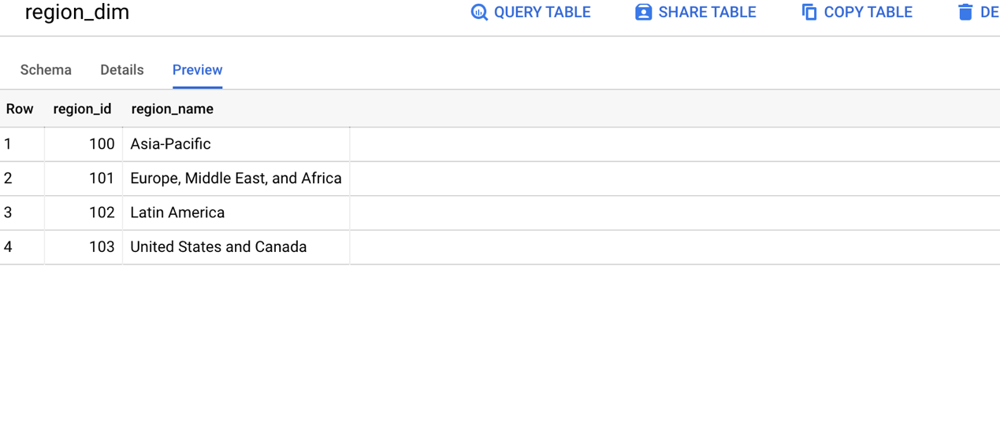 region_dim QUERY TABLE SHARE TABLE COPY TABLE DE
Schema Details Preview
Row region_id region_name
1 100 Asia-Pacific
2 101 Europe, Middle East, and Africa
3 102 Latin America
4 103 United States and Canada